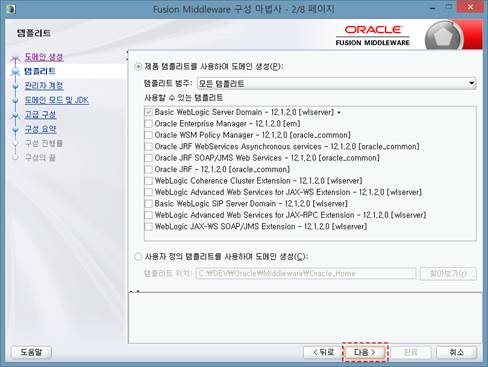 Fusion Middleware 구성 마법사 - 2/8 페이지
템플리트
ORACLE
FUSION MIDDLEWARE
도메인 생성
템플리트
관리자 계정
도메인 모드 및 JDK
고급 구성
구성 요약
구성 진행률
구성의 끝
제품 템플리트를 사용하여 도메인 생성(P):
템플리트 범주: 모든 템플리트
사용할 수 있는 템플리트
Basic WebLogic Server Domain - 12.1.2.0 [wlserver] *
Oracle Enterprise Manager - 12.1.2.0 [em]
Oracle WSM Policy Manager - 12.1.2.0 [oracle_common]
Oracle JRF WebServices Asynchronous services - 12.1.2.0 [oracle_common]
Oracle JRF SOAP/JMS Web Services - 12.1.2.0 [oracle_common]
Oracle JRF - 12.1.2.0 [oracle_common]
WebLogic Coherence Cluster Extension - 12.1.2.0 [wlserver]
WebLogic Advanced Web Services for JAX-WS Extension - 12.1.2.0 [wlserver]
Basic WebLogic SIP Server Domain - 12.1.2.0 [wlserver]
WebLogic Advanced Web Services for JAX-RPC Extension - 12.1.2.0 [wlserver]
WebLogic JAX-WS SOAP/JMS Extension - 12.1.2.0 [wlserver]
사용자 정의 템플리트를 사용하여 도메인 생성(C):
템플리트 위치: C:₩DEV₩Oracle₩Middleware₩Oracle_Home 찾아보기(r)
도움말 < 뒤로 다음 > 완료 취소